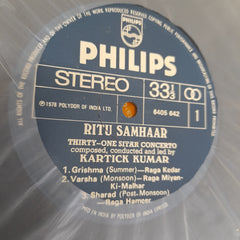 PHILIPS
STEREO 33⅓
℗ 1978 POLYDOR OF INDIA LTD.
6405 642
1
RITU SAMHAAR
THIRTY-ONE SITAR CONCERTO
composed, conducted and led by
KARTICK KUMAR
1. Grishma (Summer)—Raga Kedar
2. Varsha (Monsoon)—Raga Miyan-
Ki-Malhar
3. Sharad (Post-Monsoon)—
Raga Hameer
MADE IN INDIA BY POLYDOR OF INDIA LTD.